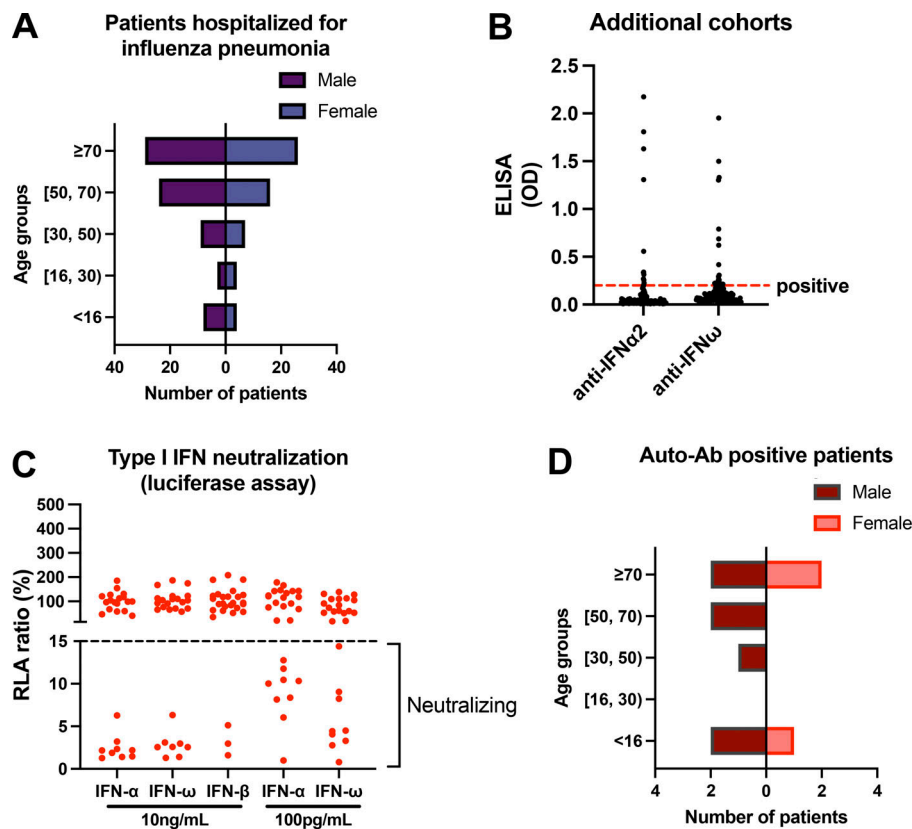 A
Patients hospitalized for
influenza pneumonia
Male
Female
Age groups
≥70
[50, 70)
[30, 50)
[16, 30)
<16
40 20 0 20 40
Number of patients
B
Additional cohorts
ELISA
(OD)
2.5
2.0
1.5
1.0
0.5
0.0
positive
anti-IFNα2
anti-IFNω
C
Type I IFN neutralization
(luciferase assay)
RLA ratio (%)
500
400
300
200
100
15
10
5
0
Neutralizing
IFN-α IFN-ω IFN-β IFN-α IFN-ω
10ng/mL 100pg/mL
D
Auto-Ab positive patients
Male
Female
Age groups
≥70
[50, 70)
[30, 50)
[16, 30)
<16
4 2 0 2 4
Number of patients